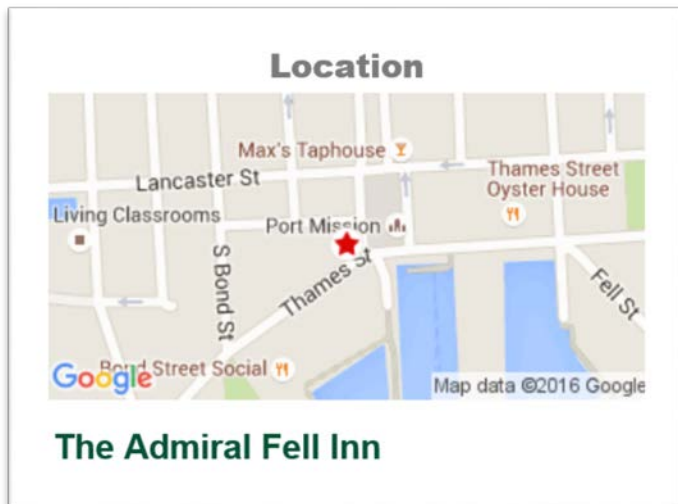 Location
Max's Taphouse
Lancaster St
Thames Street
Oyster House
Living Classrooms
Port Mission
S Bond St
Thames St
Fell St
Bond Street Social
Google
Map data ©2016 Google
The Admiral Fell Inn